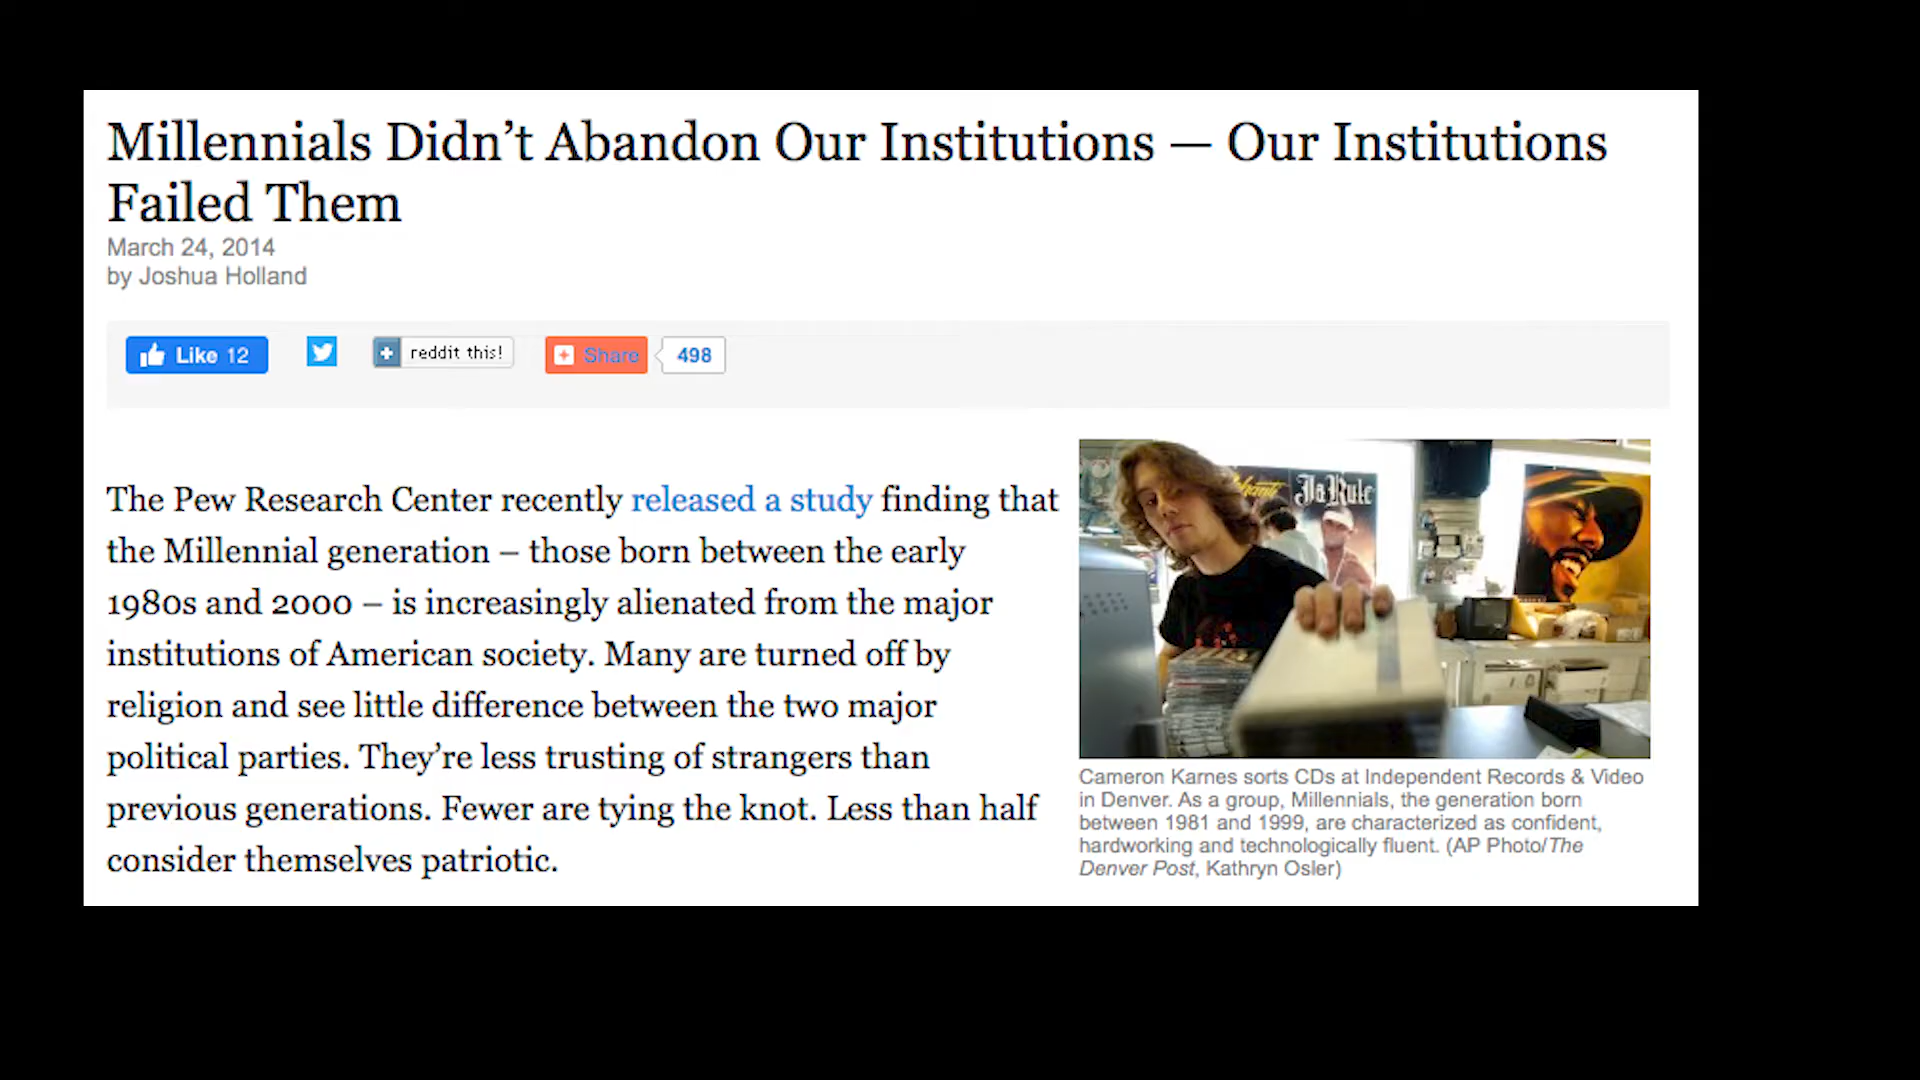 Millennials Didn’t Abandon Our Institutions — Our Institutions
Failed Them
March 24, 2014
by Joshua Holland
Like 12
reddit this!
Share
498
The Pew Research Center recently released a study finding that
the Millennial generation – those born between the early
1980s and 2000 – is increasingly alienated from the major
institutions of American society. Many are turned off by
religion and see little difference between the two major
political parties. They’re less trusting of strangers than
previous generations. Fewer are tying the knot. Less than half
consider themselves patriotic.
Ja Rule
Cameron Karnes sorts CDs at Independent Records & Video
in Denver. As a group, Millennials, the generation born
between 1981 and 1999, are characterized as confident,
hardworking and technologically fluent. (AP Photo/The
Denver Post, Kathryn Osler)